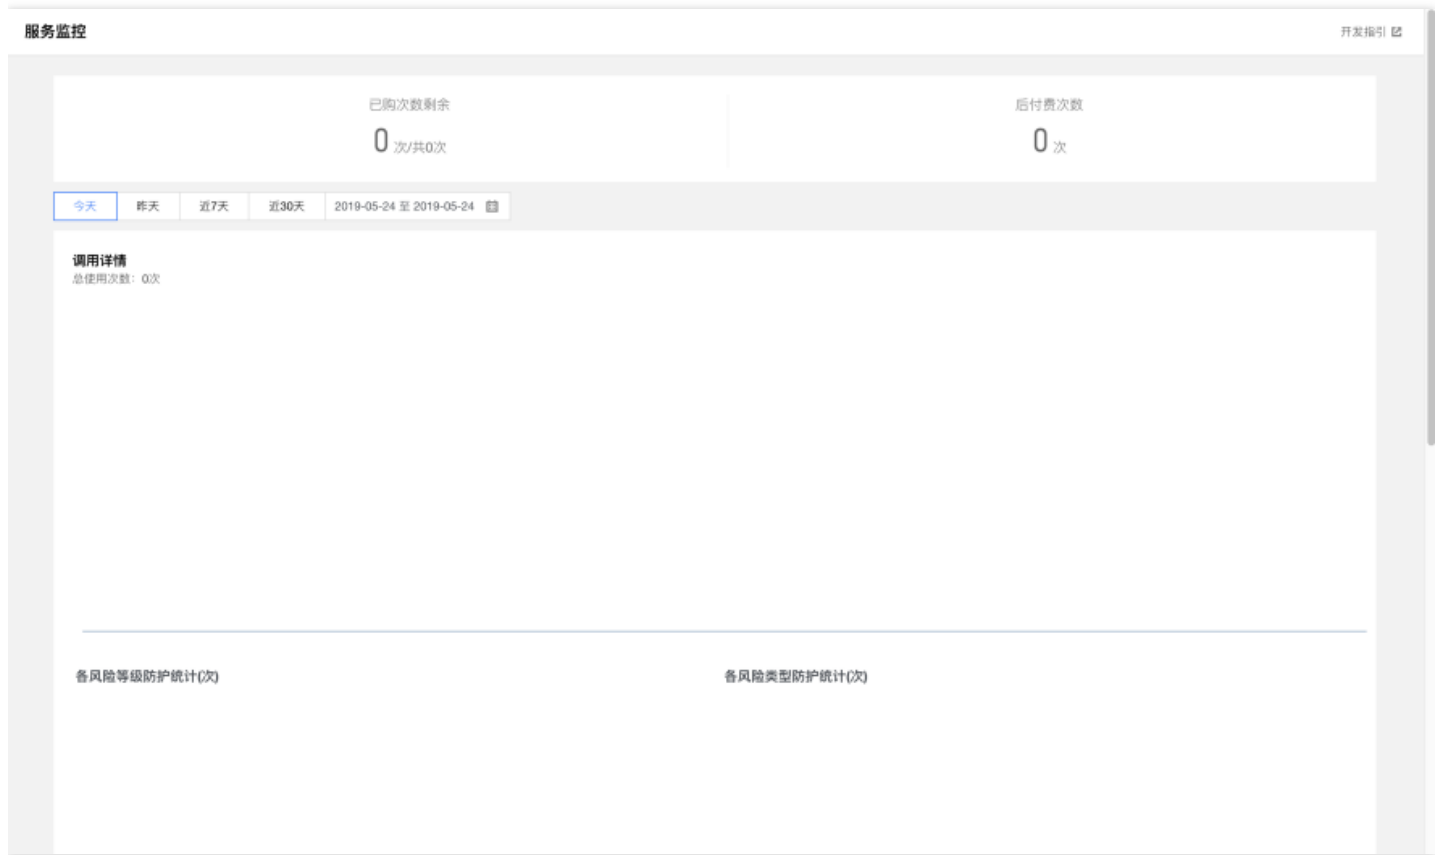 服务监控
开发指引
已购次数剩余
后付费次数
0 次/共0次
0 次
今天 昨天 近7天 近30天 2019-05-24 至 2019-05-24
调用详情
总使用次数：0次
各风险等级防护统计(次)
各风险类型防护统计(次)